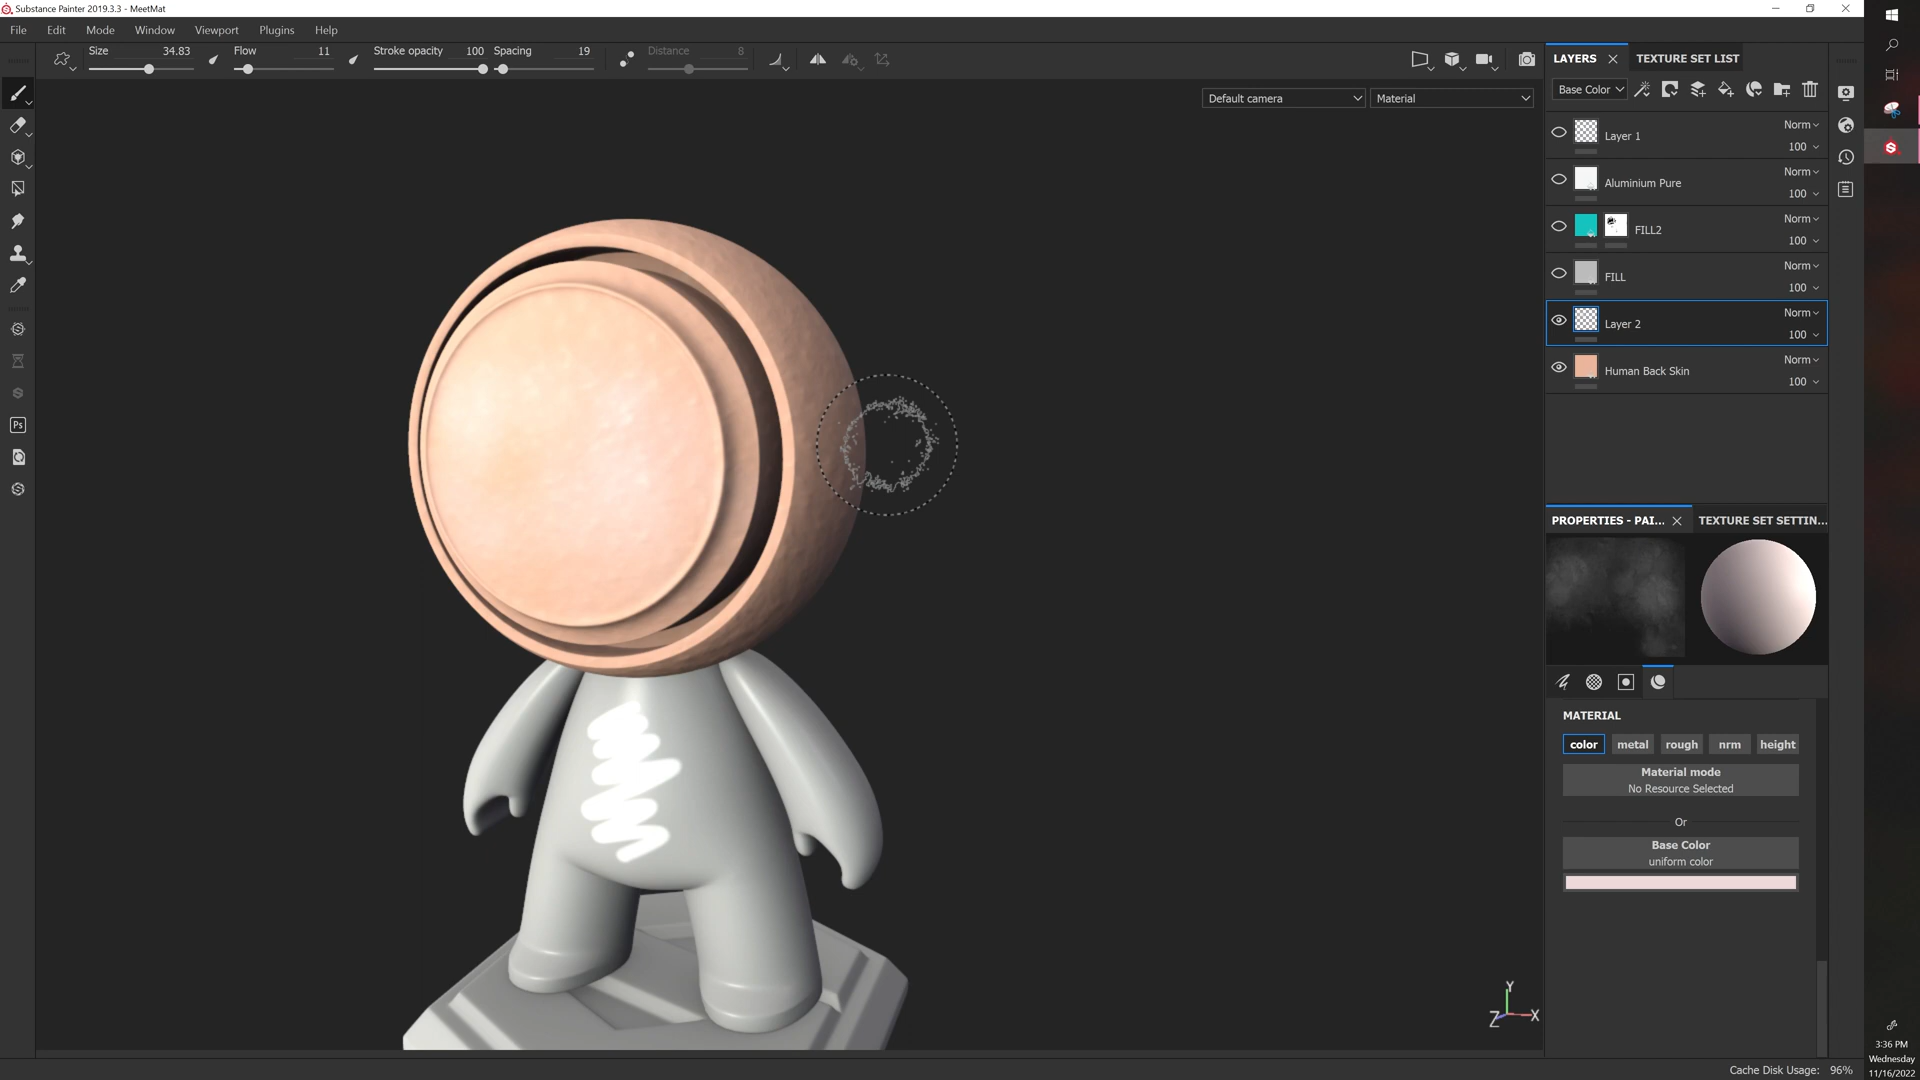 Substance Painter 2019.3.3 - MeetMat
File Edit Mode Window Viewport Plugins Help
Size 34.83 Flow 11 Stroke opacity 100 Spacing 19 Distance 8
Default camera Material
LAYERS TEXTURE SET LIST
Base Color
Layer 1 Norm 100
Aluminium Pure Norm 100
FILL2 Norm 100
FILL Norm 100
Layer 2 Norm 100
Human Back Skin Norm 100
PROPERTIES - PAI... TEXTURE SET SETTIN...
MATERIAL
color metal rough nrm height
Material mode
No Resource Selected
Or
Base Color
uniform color
Ps
Y
Z X
Cache Disk Usage: 96%
3:36 PM
Wednesday
11/16/2022